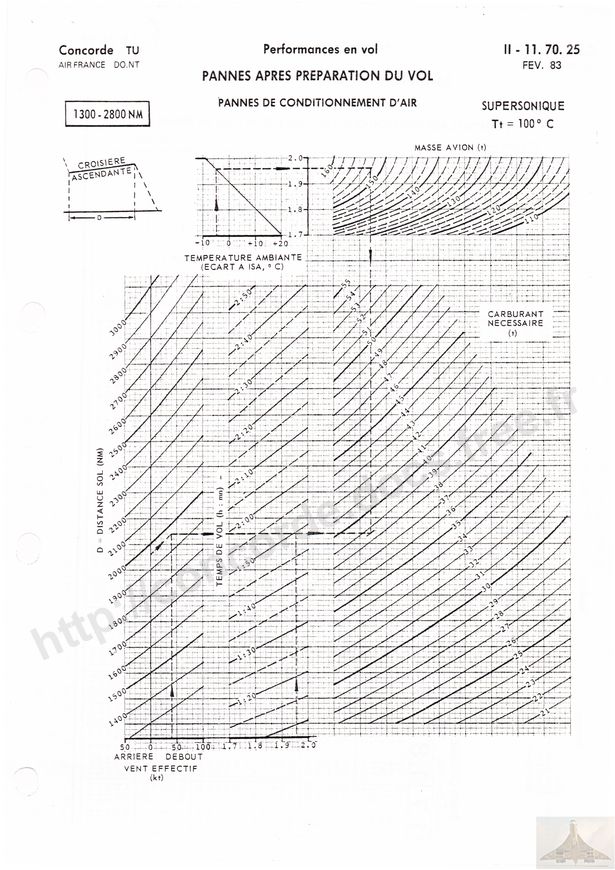 Concorde TU
AIR FRANCE DO.NT
Performances en vol
PANNES APRES PREPARATION DU VOL
PANNES DE CONDITIONNEMENT D'AIR
II - 11. 70. 25
FEV. 83
SUPERSONIQUE
Tt = 100° C
1300 - 2800 NM
CROISIERE
ASCENDANTE
D
MASSE AVION (t)
2.0
1.9
1.8
1.7
-10 0 +10 +20
TEMPERATURE AMBIANTE
(ECART A ISA, ° C)
160 150 140 130 120 110
CARBURANT
NECESSAIRE
(t)
D = DISTANCE SOL (NM)
3000
2900
2800
2700
2600
2500
2400
2300
2200
2100
2000
1900
1800
1700
1600
1500
1400
TEMPS DE VOL (h : mn)
2:50
2:40
2:30
2:20
2:10
2:00
1:50
1:40
1:30
1:20
55
54
53
52
51
50
49
48
47
46
45
44
43
42
41
40
39
38
37
36
35
34
33
32
31
30
29
28
27
26
25
24
23
22
21
50 0 50 100 1.7 1.8 1.9 2.0
ARRIERE DEBOUT
VENT EFFECTIF
(kt)
http://concorde.docs.free.fr